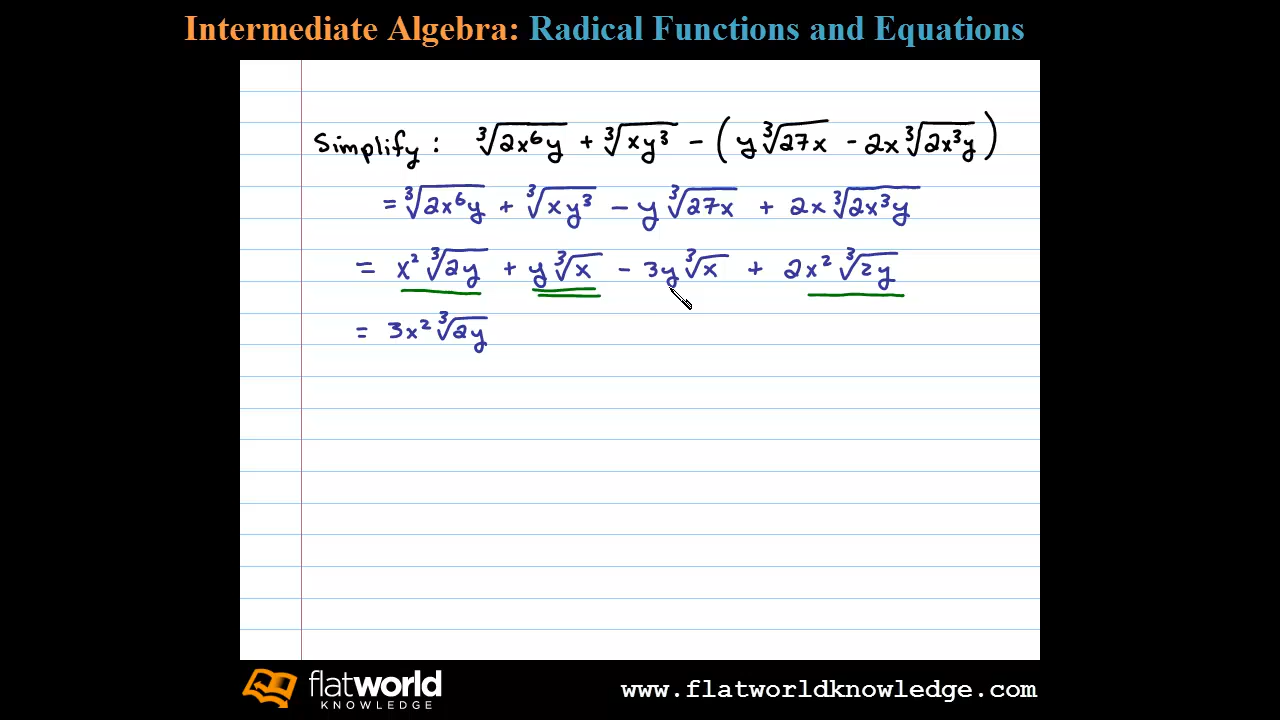 Intermediate Algebra: Radical Functions and Equations
Simplify: ∛(2x⁶y) + ∛(xy³) - (y∛(27x) - 2x∛(2x³y))
= ∛(2x⁶y) + ∛(xy³) - y∛(27x) + 2x∛(2x³y)
= x²∛(2y) + y∛(x) - 3y∛(x) + 2x²∛(2y)
= 3x²∛(2y)
flatworld
KNOWLEDGE
www.flatworldknowledge.com